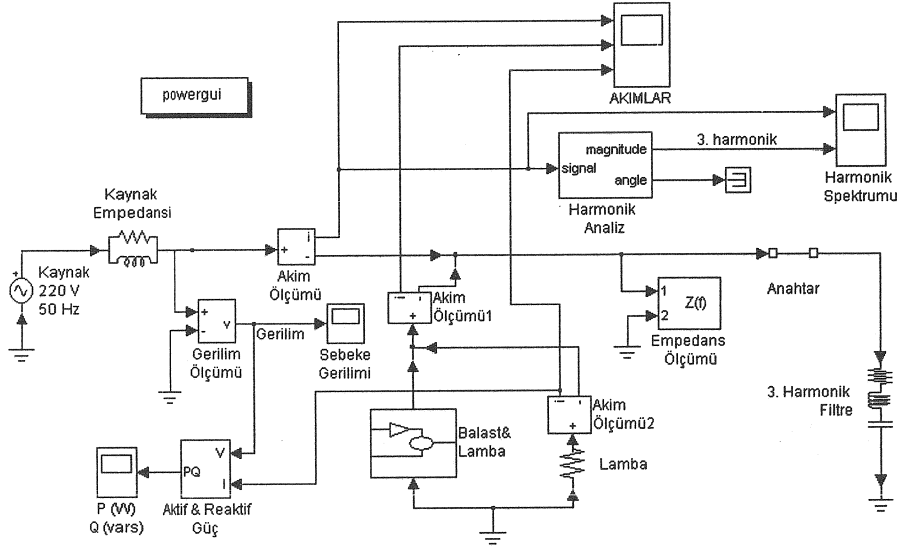 AKIMLAR
powergui
3. harmonik
magnitude
signal
angle
Harmonik
Analiz
Harmonik
Spektrumu
Kaynak
Empedansi
+
Kaynak
220 V
50 Hz
+
i
-
Akim
Ölçümü
+
-
v
Gerilim
Ölçümü
Gerilim
Sebeke
Gerilimi
i
-
+
Akim
Ölçümü1
1
2
Z(f)
Empedans
Ölçümü
Anahtar
3. Harmonik
Filtre
i
-
+
Akim
Ölçümü2
Balast&
Lamba
Lamba
V
I
PQ
Aktif & Reaktif
Güç
P (W)
Q (vars)